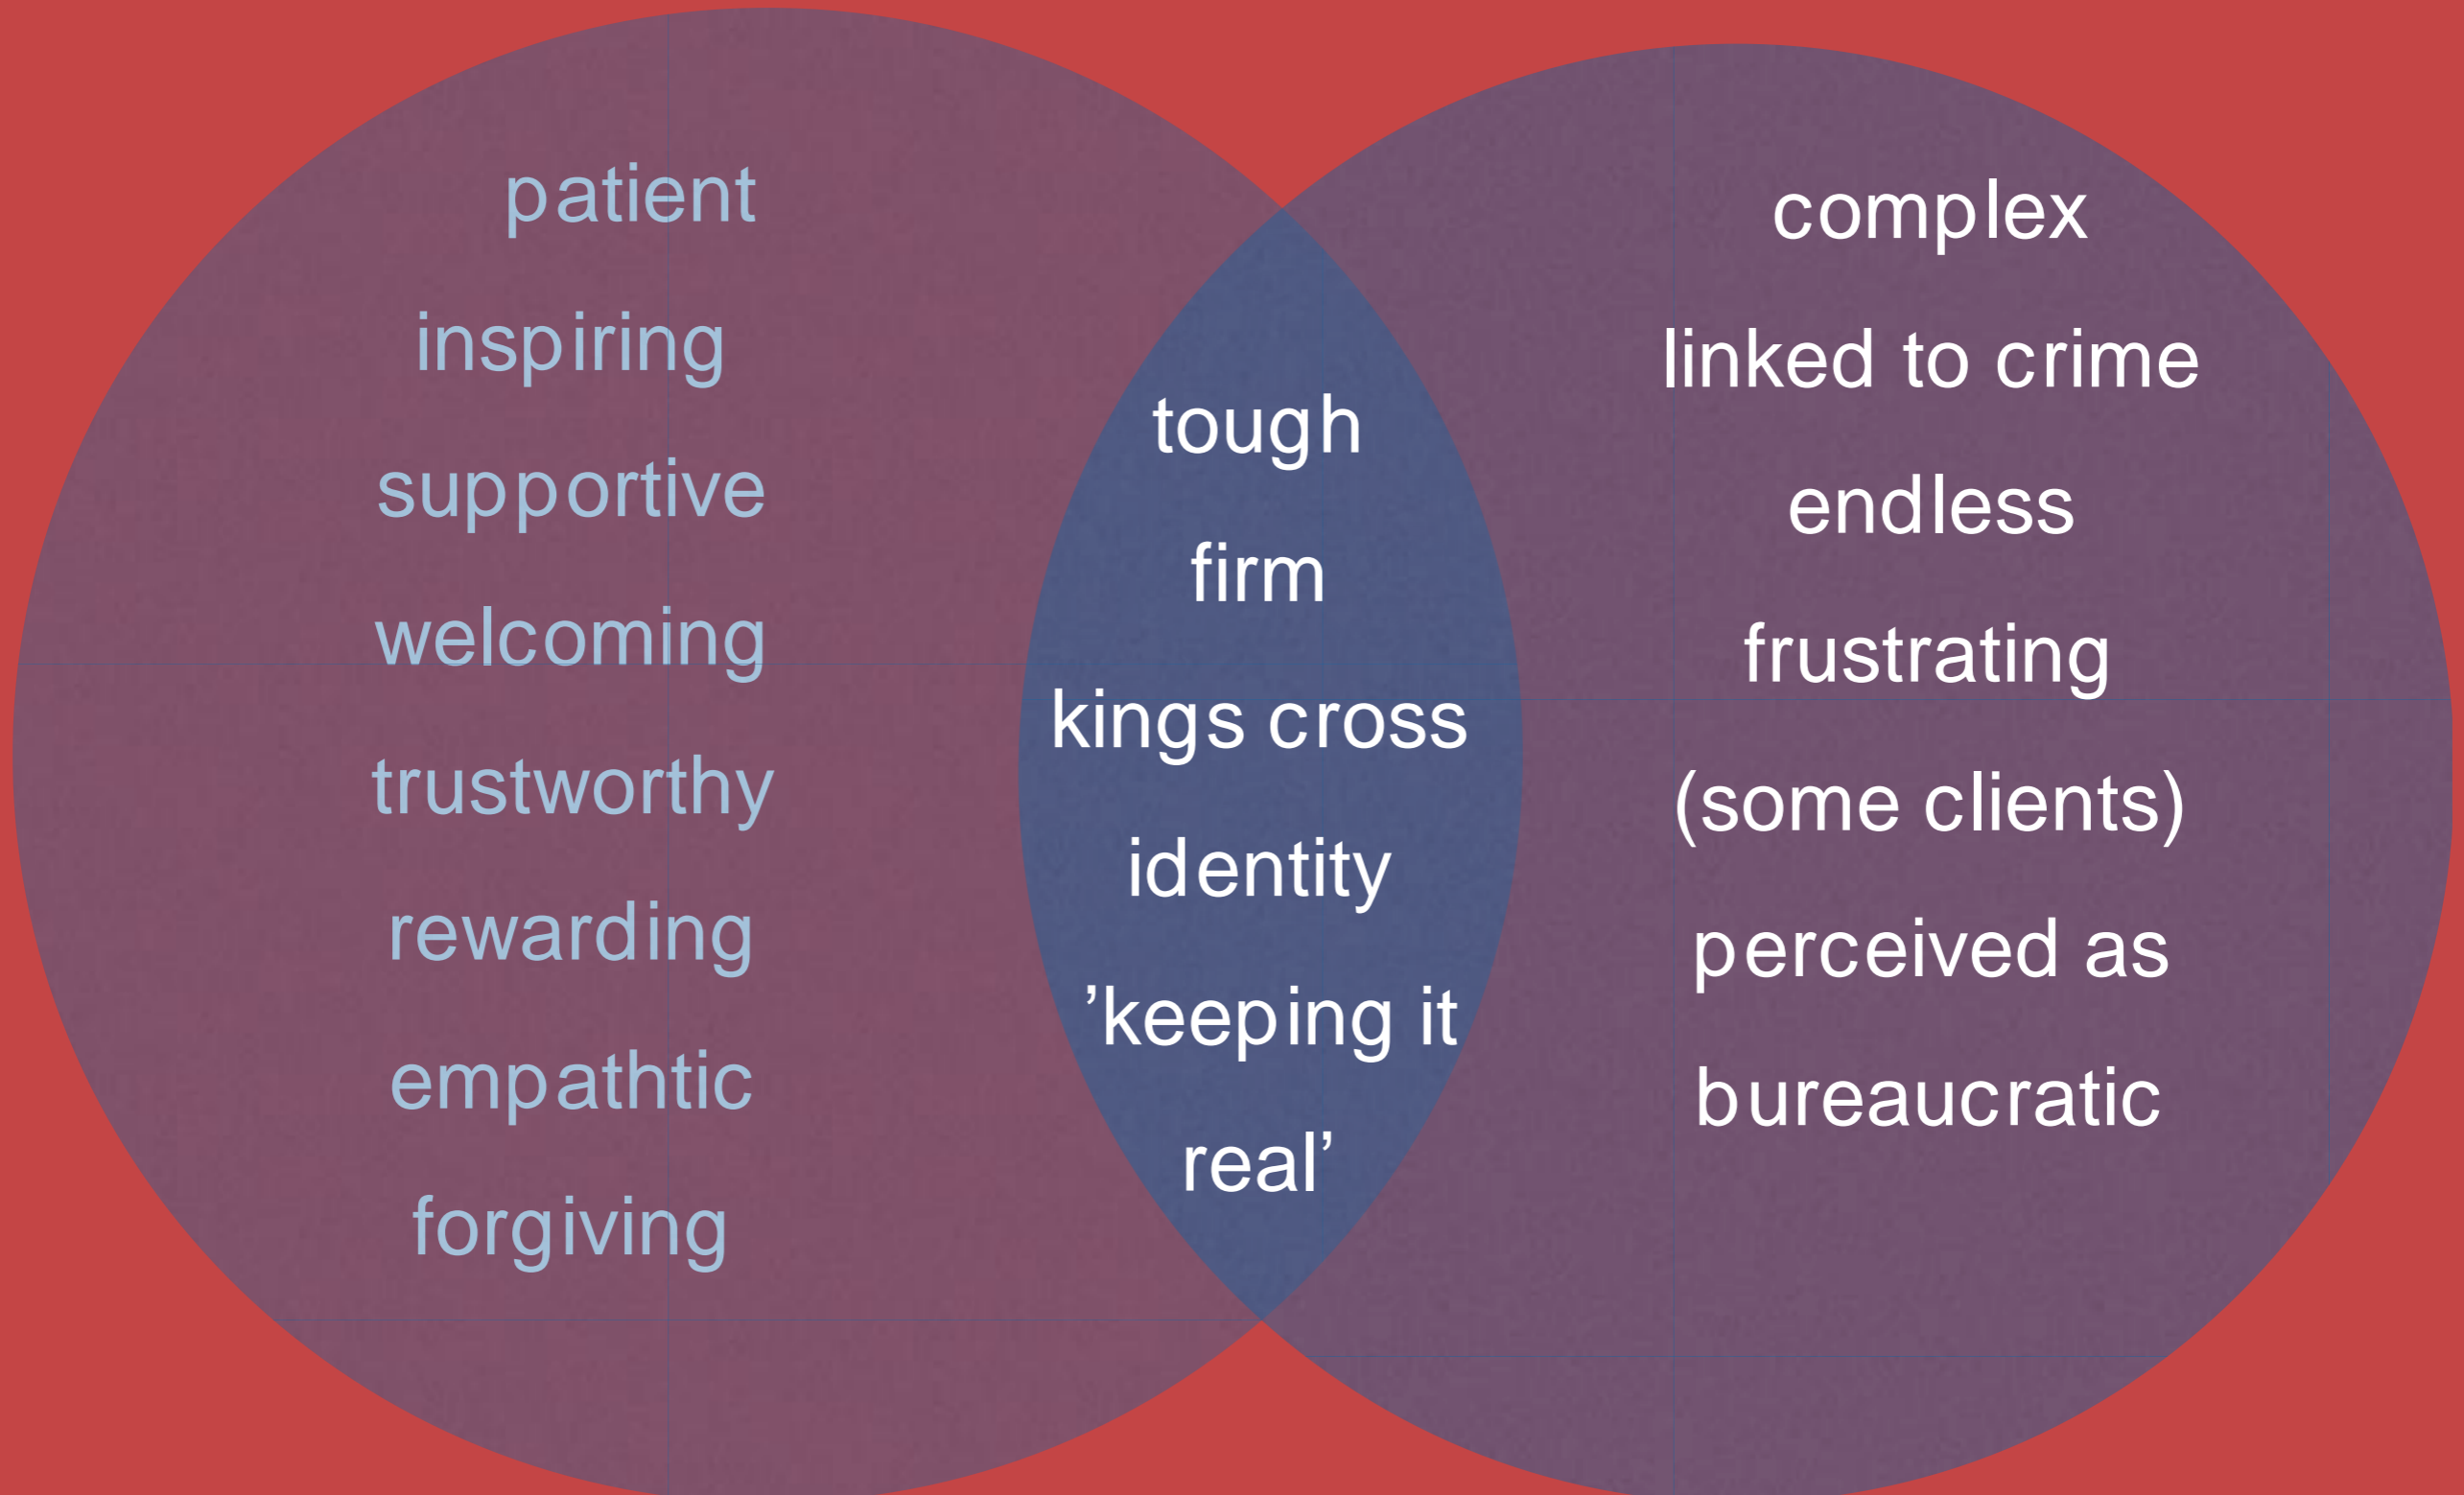 patient
inspiring
supportive
welcoming
trustworthy
rewarding
empathtic
forgiving
tough
firm
kings cross
identity
’keeping it
real’
complex
linked to crime
endless
frustrating
(some clients)
perceived as
bureaucratic